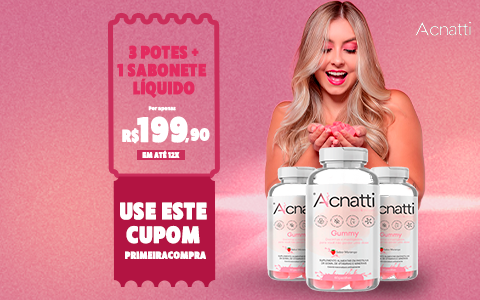 Acnatti
3 POTES +
1 SABONETE
LÍQUIDO
Por apenas
R$199,90
EM ATÉ 12X
USE ESTE
CUPOM
PRIMEIRACOMPRA
Acnatti
Gummy